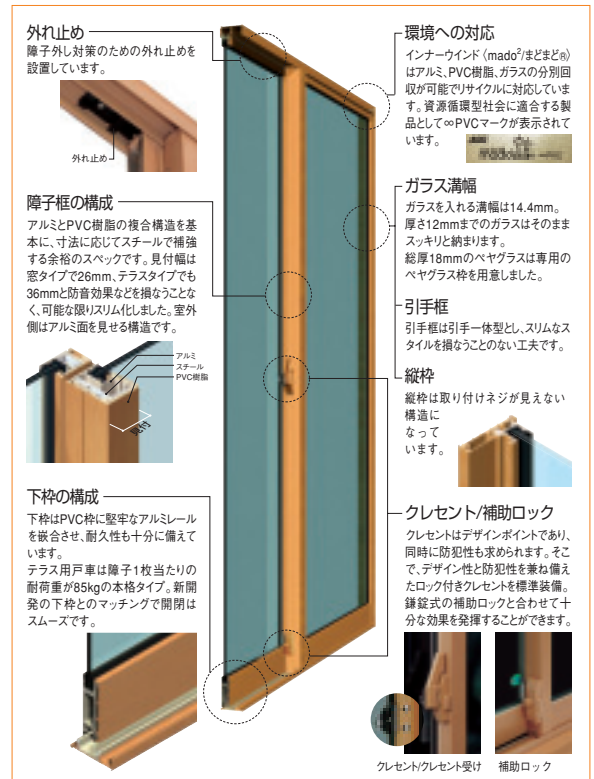 外れ止め
障子外し対策のための外れ止めを
設置しています。
外れ止め
障子框の構成
アルミとPVC樹脂の複合構造を基
本に、寸法に応じてスチールで補強
する余裕のスペックです。見付幅は
窓タイプで26mm、テラスタイプでも
36mmと防音効果などを損なうことな
く、可能な限りスリム化しました。室外
側はアルミ面を見せる構造です。
アルミ
スチール
PVC樹脂
見付
下枠の構成
下枠はPVC枠に堅牢なアルミレール
を嵌合させ、耐久性も十分に備えて
います。
テラス用戸車は障子1枚当たりの
耐荷重が85kgの本格タイプ。新開
発の下枠とのマッチングで開閉は
スムーズです。
環境への対応
インナーウインド〈mado²/まどまど®〉
はアルミ、PVC樹脂、ガラスの分別回
収が可能でリサイクルに対応していま
す。資源循環型社会に適合する製
品として∞PVCマークが表示されて
います。
ガラス溝幅
ガラスを入れる溝幅は14.4mm。
厚さ12mmまでのガラスはそのまま
スッキリと納まります。
総厚18mmのペヤグラスは専用の
ペヤグラス枠を用意しました。
引手框
引手框は引手一体型とし、スリムなス
タイルを損なうことのない工夫です。
縦枠
縦枠は取り付けネジが見えない
構造に
なって
います。
クレセント/補助ロック
クレセントはデザインポイントであり、
同時に防犯性も求められます。そこ
で、デザイン性と防犯性を兼ね備え
たロック付きクレセントを標準装備。
鎌錠式の補助ロックと合わせて十
分な効果を発揮することができます。
クレセント/クレセント受け
補助ロック